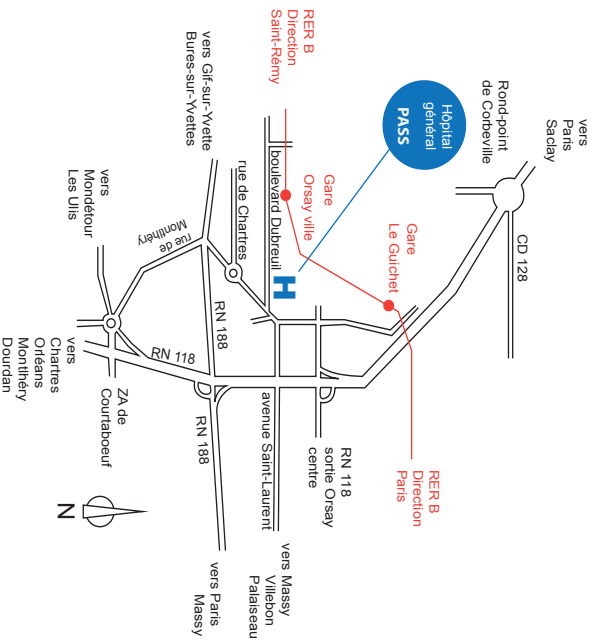 vers
Paris
Saclay
Rond-point
de Corbeville
CD 128
Hôpital
général
PASS
Gare
Le Guichet
RER B
Direction
Paris
RER B
Direction
Saint-Rémy
Gare
Orsay ville
RN 118
sortie Orsay
centre
boulevard Dubreuil
H
avenue Saint-Laurent
vers Massy
Villebon
Palaiseau
rue de Chartres
vers Gif-sur-Yvette
Bures-sur-Yvettes
RN 188
RN 188
vers Paris
Massy
rue de
Montlhéry
RN 118
vers
Mondétour
Les Ulis
ZA de
Courtaboeuf
vers
Chartres
Orléans
Montlhéry
Dourdan
N